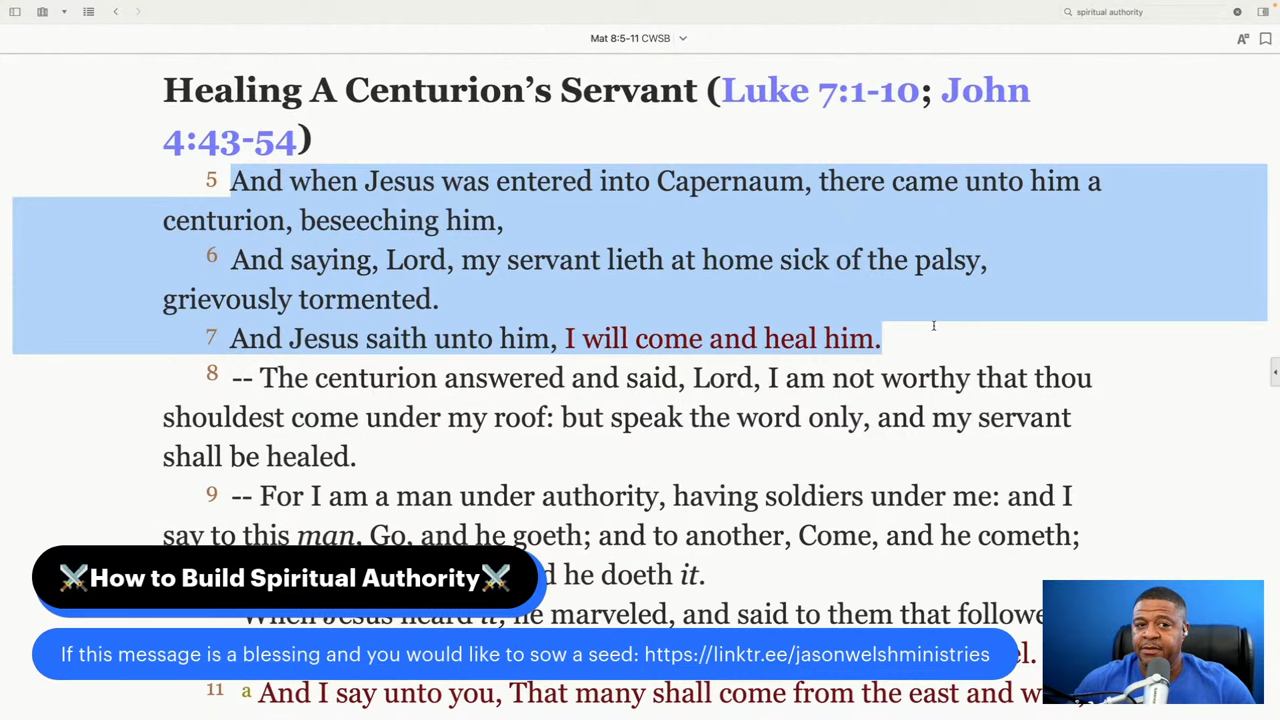 spiritual authority
Mat 8:5-11 CWSB
Healing A Centurion’s Servant (Luke 7:1-10; John
4:43-54)
5 And when Jesus was entered into Capernaum, there came unto him a
centurion, beseeching him,
6 And saying, Lord, my servant lieth at home sick of the palsy,
grievously tormented.
7 And Jesus saith unto him, I will come and heal him.
8 -- The centurion answered and said, Lord, I am not worthy that thou
shouldest come under my roof: but speak the word only, and my servant
shall be healed.
9 -- For I am a man under authority, having soldiers under me: and I
say to this man, Go, and he goeth; and to another, Come, and he cometh;
he doeth it.
⚔️How to Build Spiritual Authority⚔️
When Jesus heard it, he marveled, and said to them that
If this message is a blessing and you would like to sow a seed: https://linktr.ee/jasonwelshministries
11 a And I say unto you, That many shall come from the east and